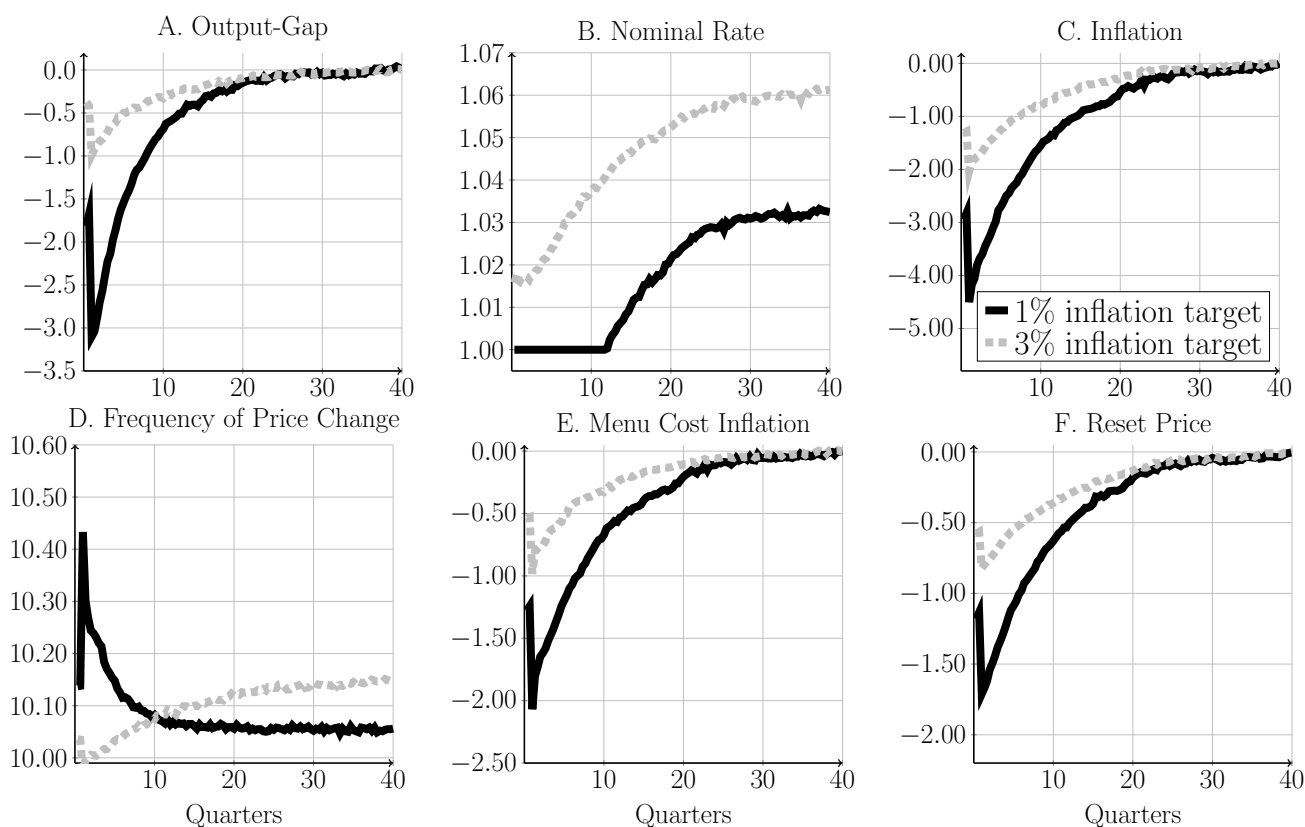 A. Output-Gap
0.0
−0.5
−1.0
−1.5
−2.0
−2.5
−3.0
−3.5
10 20 30 40
B. Nominal Rate
1.07
1.06
1.05
1.04
1.03
1.02
1.01
1.00
10 20 30 40
C. Inflation
0.00
−1.00
−2.00
−3.00
−4.00
−5.00
1% inflation target
3% inflation target
10 20 30 40
D. Frequency of Price Change
10.60
10.50
10.40
10.30
10.20
10.10
10.00
10 20 30 40
Quarters
E. Menu Cost Inflation
0.00
−0.50
−1.00
−1.50
−2.00
−2.50
10 20 30 40
Quarters
F. Reset Price
0.00
−0.50
−1.00
−1.50
−2.00
10 20 30 40
Quarters